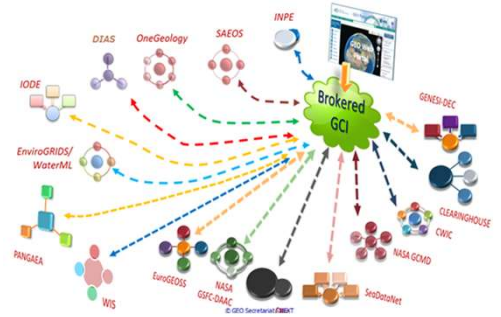 INPE
DIAS
OneGeology
SAEOS
IODE
Brokered
GCI
GENESI-DEC
EnviroGRIDS/
WaterML
CLEARINGHOUSE
CWIC
PANGAEA
NASA GCMD
WIS
EuroGEOSS
NASA
GSFC-DAAC
SeaDataNet
© GEO Secretariat